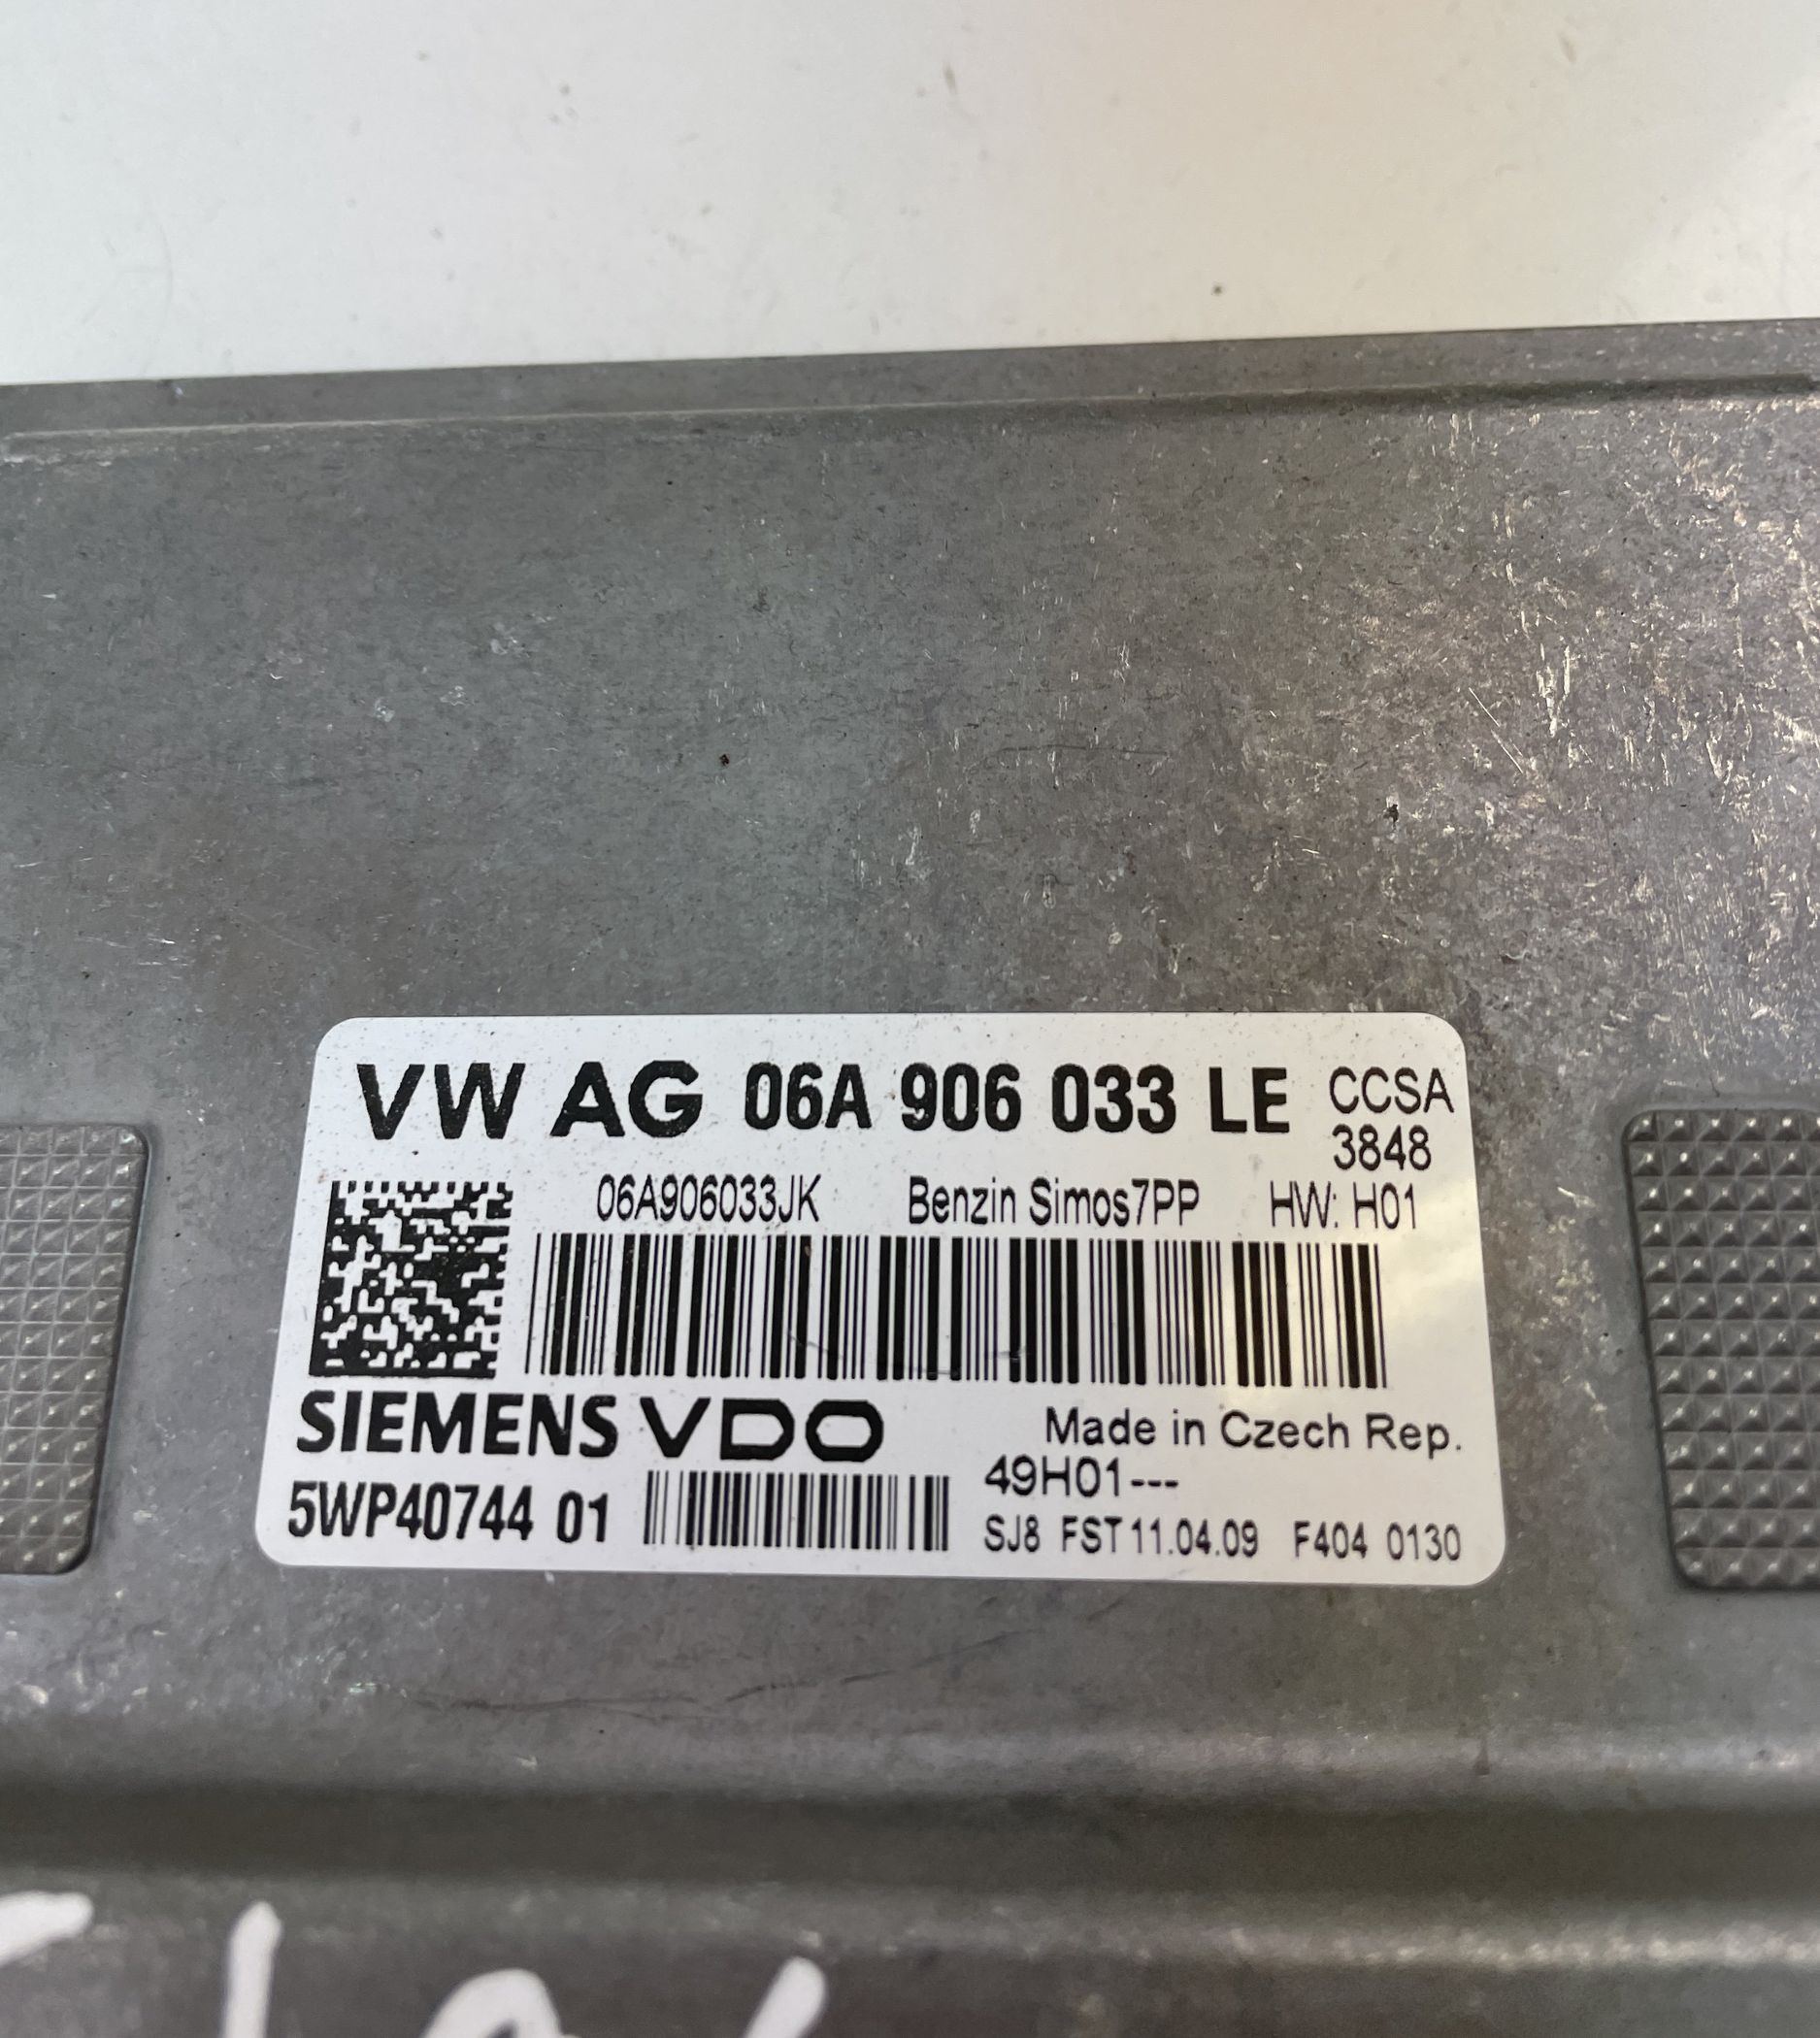 VW AG 06A 906 033 LE CCSA
3848
06A906033JK Benzin Simos7PP HW: H01
SIEMENS VDO Made in Czech Rep.
49H01---
5WP40744 01 SJ8 FST 11.04.09 F404 0130